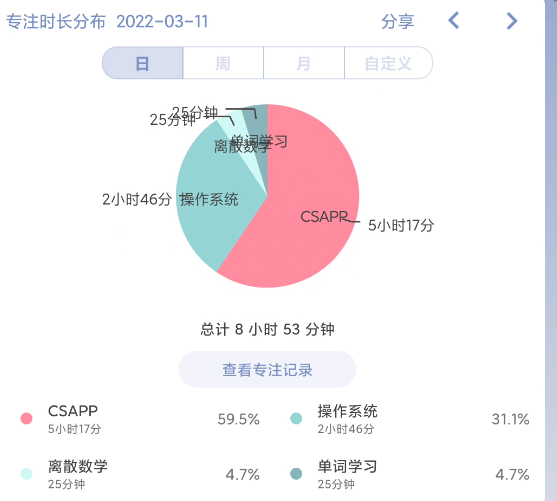 专注时长分布 2022-03-11 分享
日 周 月 自定义
25分钟
25分钟
单词学习
离散数学
2小时46分 操作系统
CSAPP
5小时17分
总计 8 小时 53 分钟
查看专注记录
CSAPP 59.5% 操作系统 31.1%
5小时17分 2小时46分
离散数学 4.7% 单词学习 4.7%
25分钟 25分钟